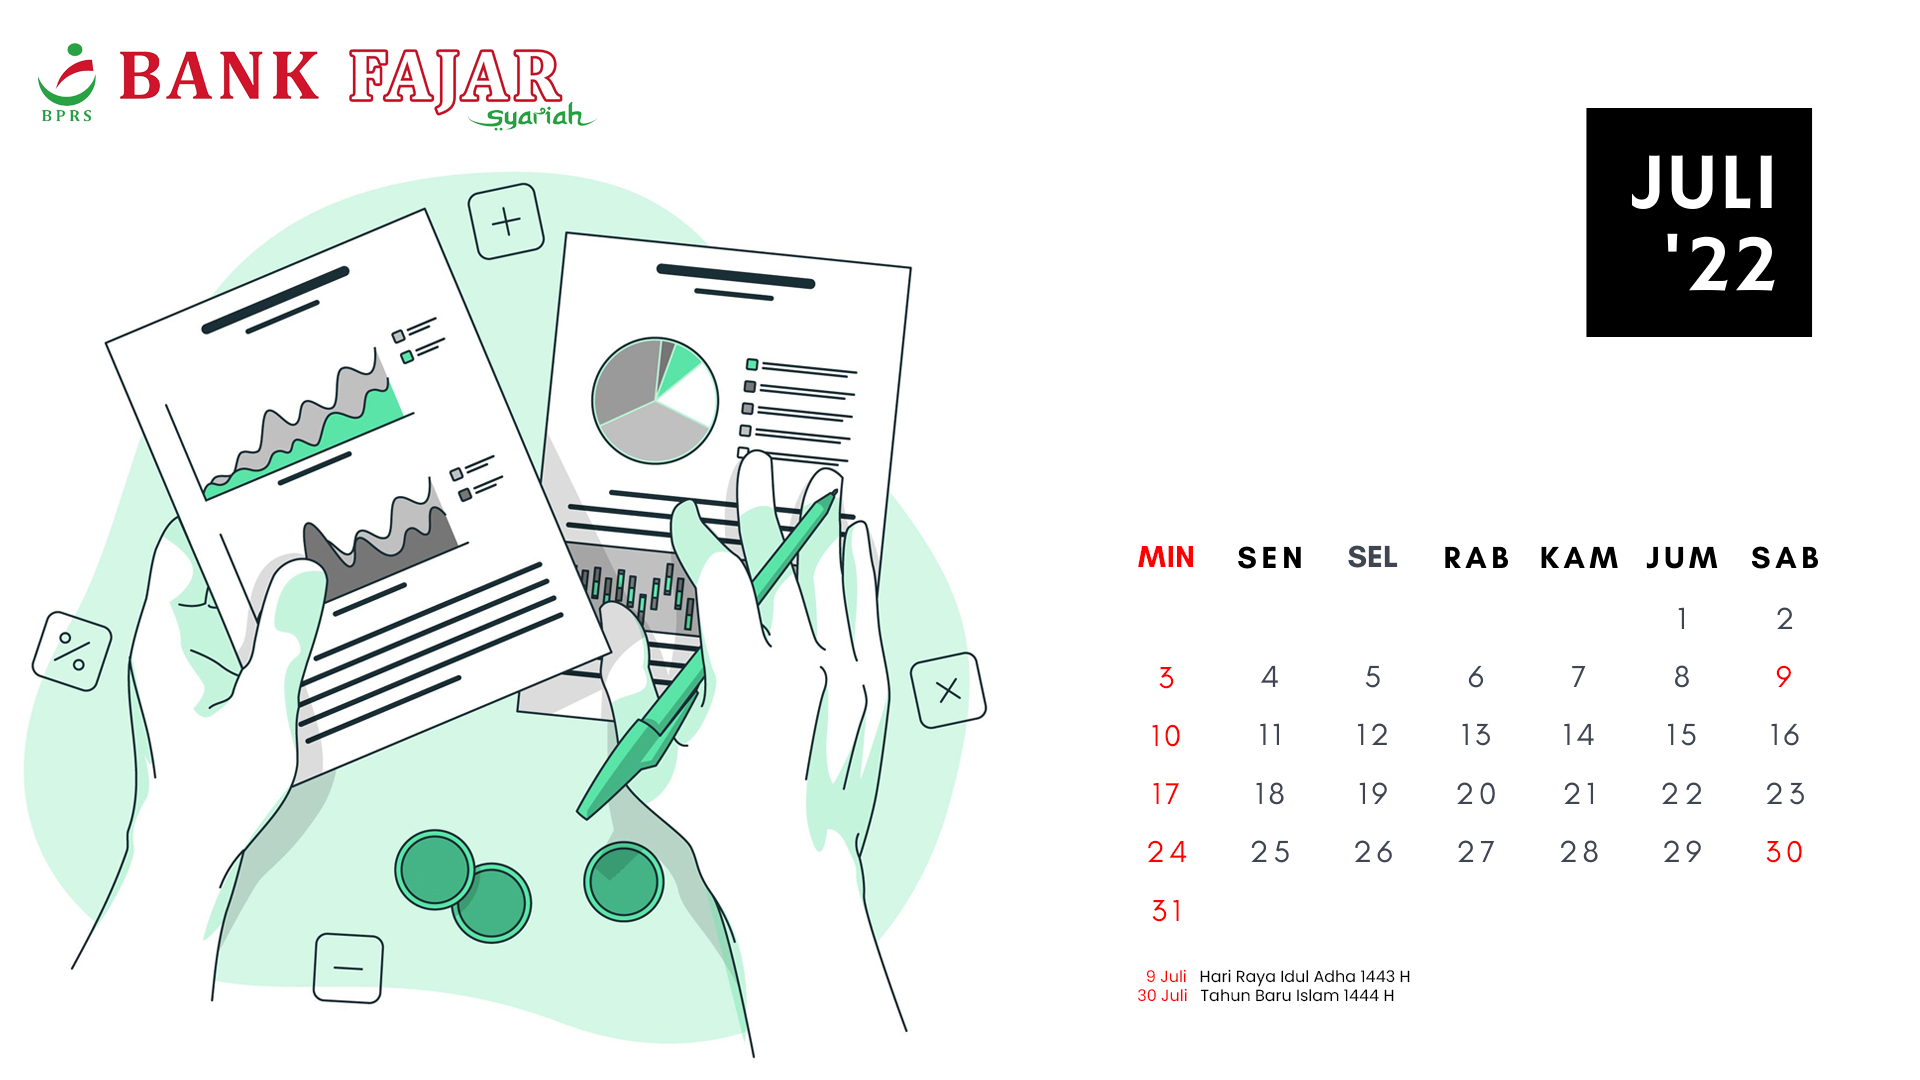 BANK FAJAR
syariah
BPRS
JULI
'22
MIN SEN SEL RAB KAM JUM SAB
1 2
3 4 5 6 7 8 9
10 11 12 13 14 15 16
17 18 19 20 21 22 23
24 25 26 27 28 29 30
31
9 Juli Hari Raya Idul Adha 1443 H
30 Juli Tahun Baru Islam 1444 H